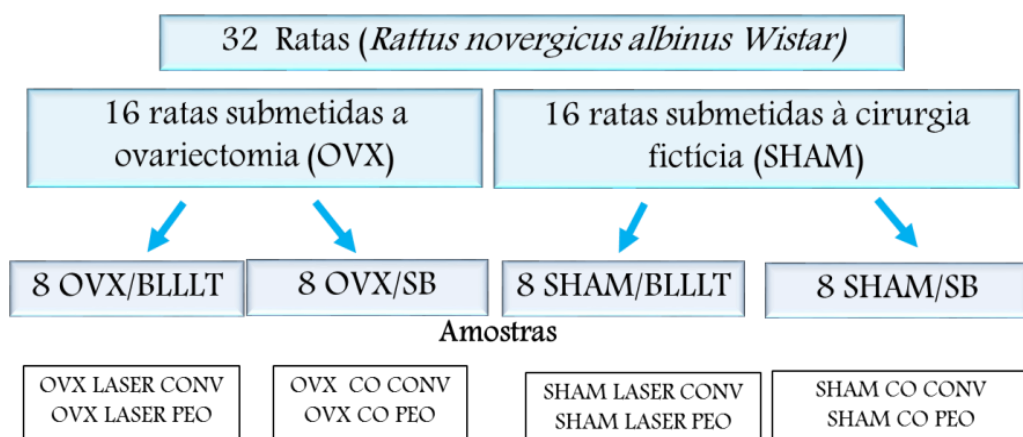 32 Ratas (Rattus novergicus albinus Wistar)
16 ratas submetidas a
ovariectomia (OVX)
16 ratas submetidas à cirurgia
fictícia (SHAM)
8 OVX/BLLLT
8 OVX/SB
8 SHAM/BLLLT
8 SHAM/SB
Amostras
OVX LASER CONV
OVX LASER PEO
OVX CO CONV
OVX CO PEO
SHAM LASER CONV
SHAM LASER PEO
SHAM CO CONV
SHAM CO PEO